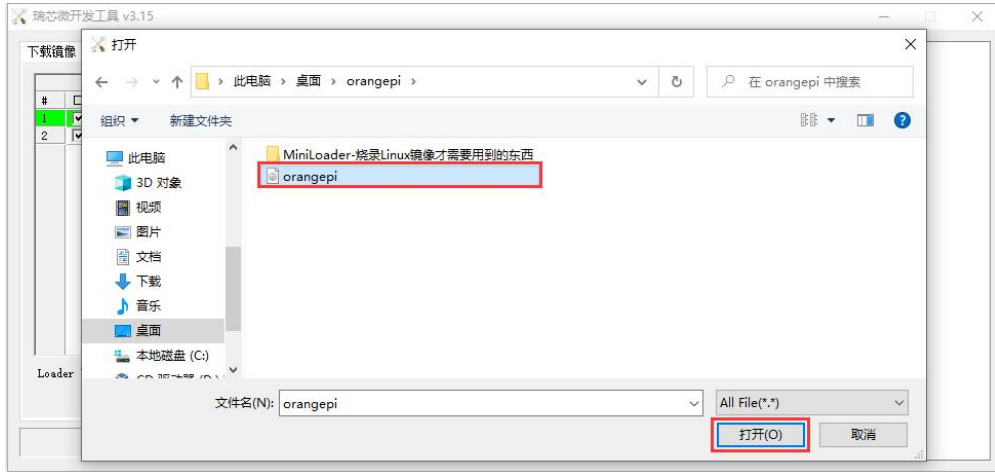 瑞芯微开发工具 v3.15
下载镜像
打开
此电脑 › 桌面 › orangepi ›
在 orangepi 中搜索
组织
新建文件夹
#
1
2
此电脑
3D 对象
视频
图片
文档
下载
音乐
桌面
本地磁盘 (C:)
MiniLoader-烧录Linux镜像才需要用到的东西
orangepi
Loader
文件名(N): orangepi
All File(*.*)
打开(O)
取消